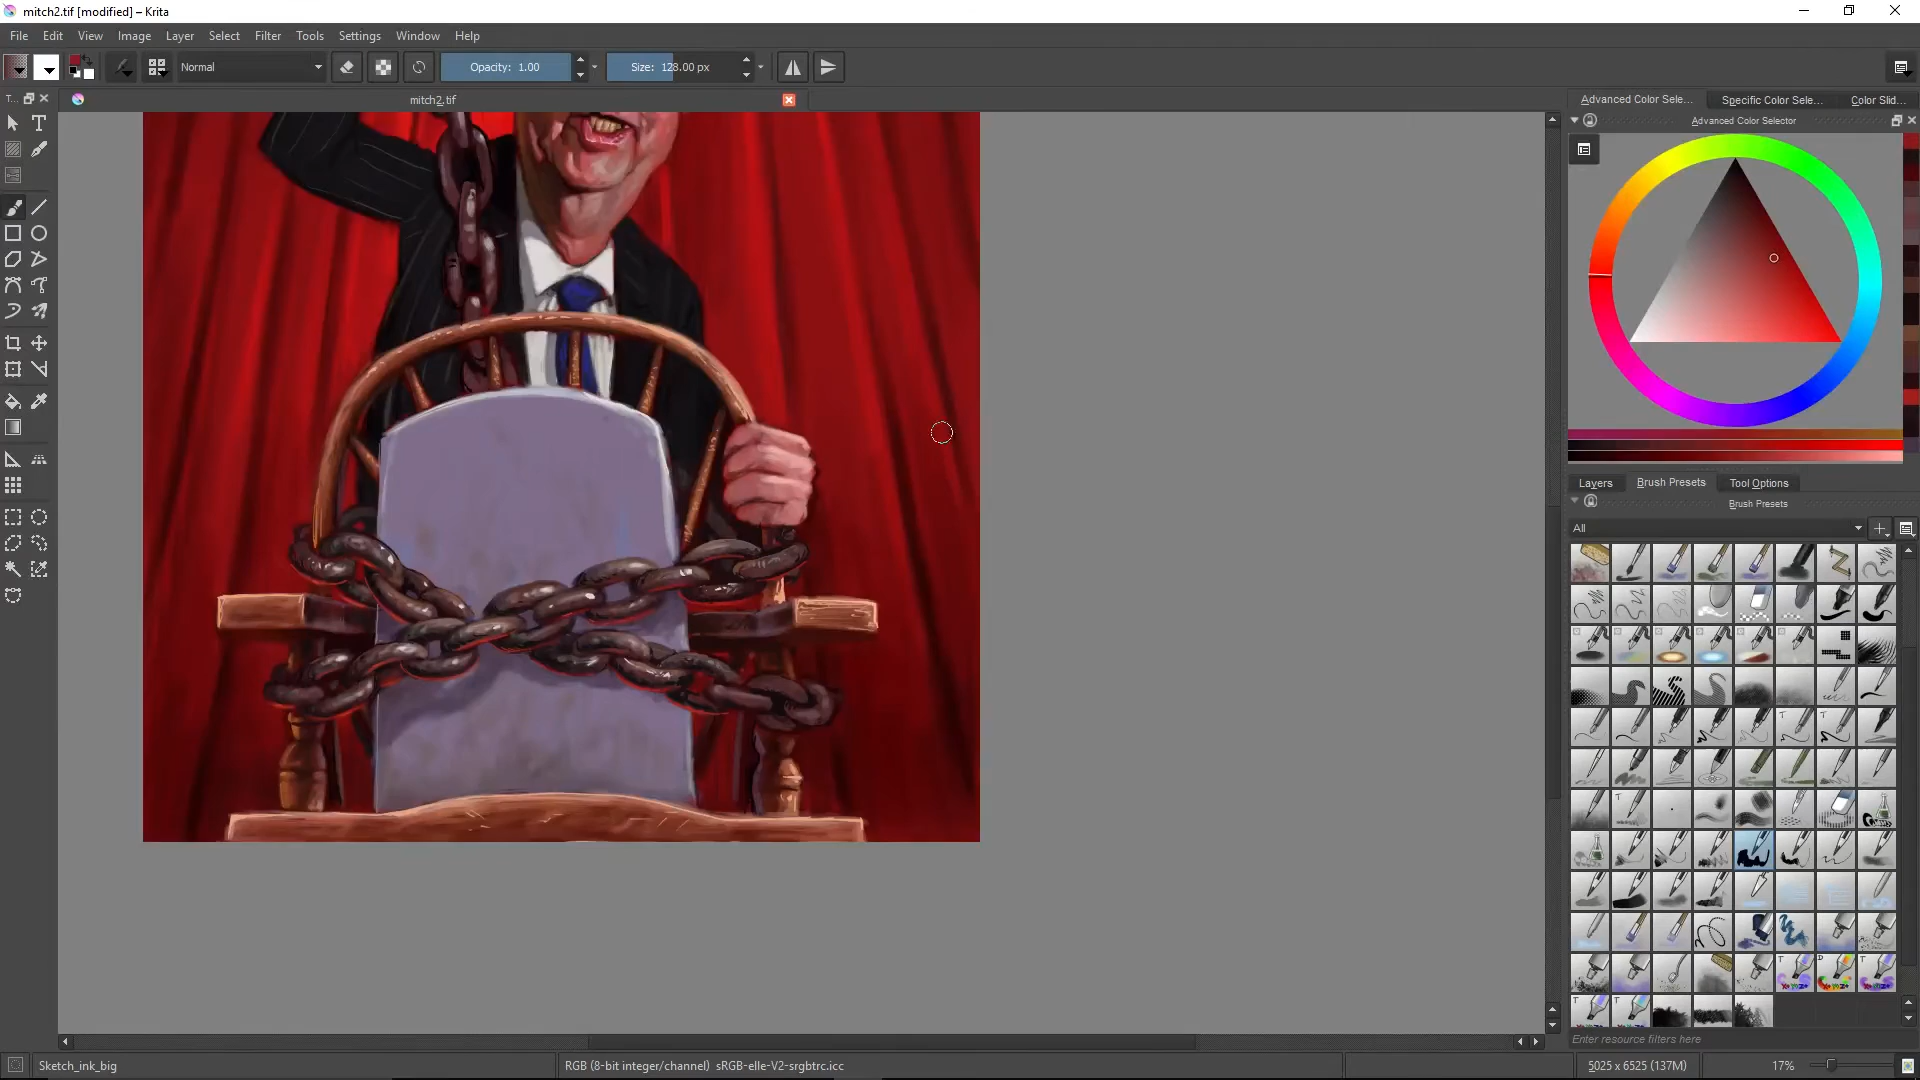 mitch2.tif [modified] – Krita
File Edit View Image Layer Select Filter Tools Settings Window Help
Normal Opacity: 1.00 Size: 128.00 px
T...
mitch2.tif
Advanced Color Sele... Specific Color Sele... Color Slid...
Advanced Color Selector
Layers Brush Presets Tool Options
Brush Presets
All
Enter resource filters here
Sketch_ink_big
RGB (8-bit integer/channel) sRGB-elle-V2-srgbtrc.icc
5025 x 6525 (137M)
17%